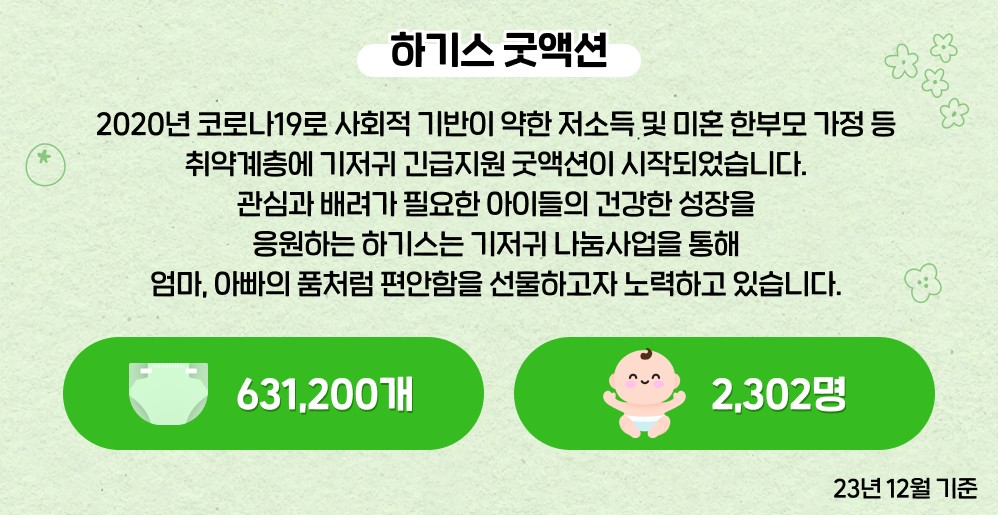 하기스 굿액션
2020년 코로나19로 사회적 기반이 약한 저소득 및 미혼 한부모 가정 등
취약계층에 기저귀 긴급지원 굿액션이 시작되었습니다.
관심과 배려가 필요한 아이들의 건강한 성장을
응원하는 하기스는 기저귀 나눔사업을 통해
엄마, 아빠의 품처럼 편안함을 선물하고자 노력하고 있습니다.
631,200개
2,302명
23년 12월 기준